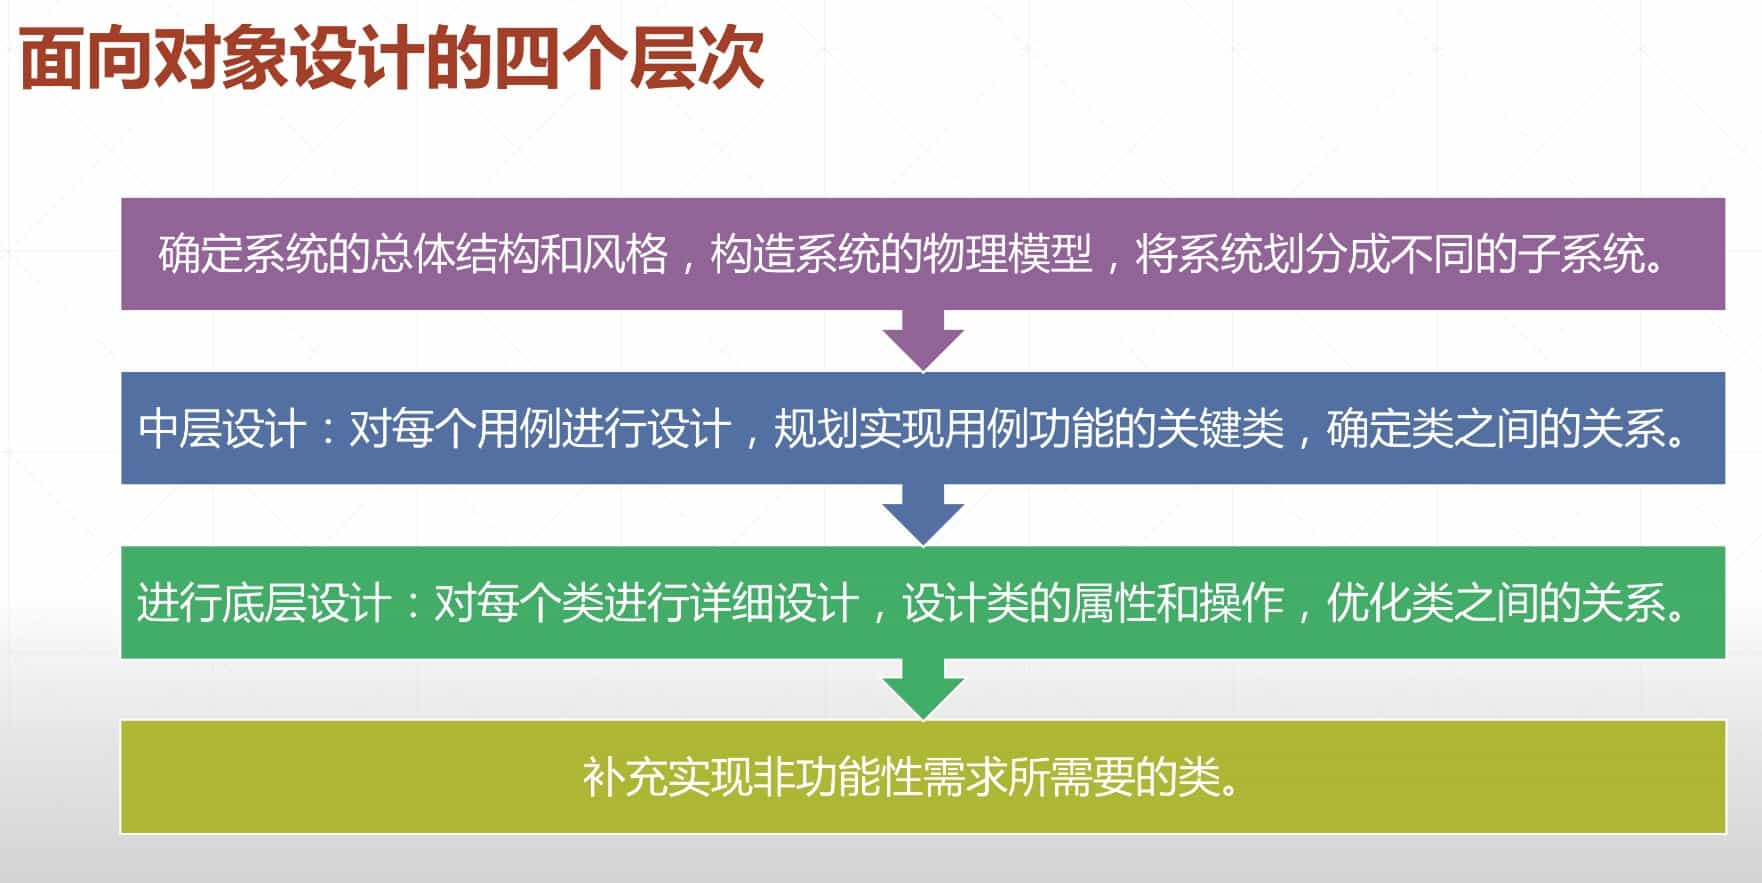 面向对象设计的四个层次
确定系统的总体结构和风格，构造系统的物理模型，将系统划分成不同的子系统。
中层设计：对每个用例进行设计，规划实现用例功能的关键类，确定类之间的关系。
进行底层设计：对每个类进行详细设计，设计类的属性和操作，优化类之间的关系。
补充实现非功能性需求所需要的类。